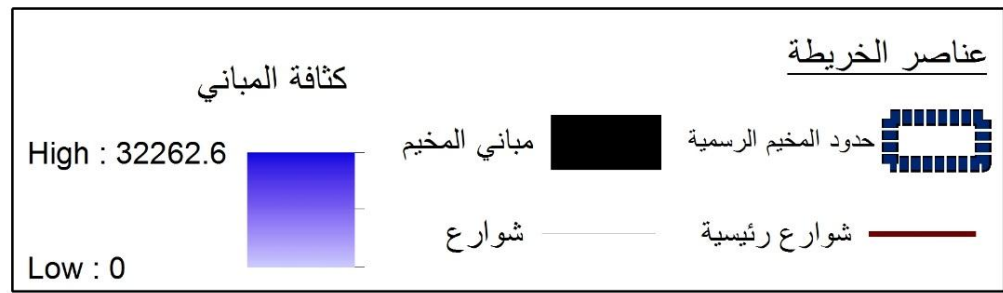 عناصر الخريطة
حدود المخيم الرسمية
مباني المخيم
شوارع رئيسية
شوارع
كثافة المباني
High : 32262.6
Low : 0